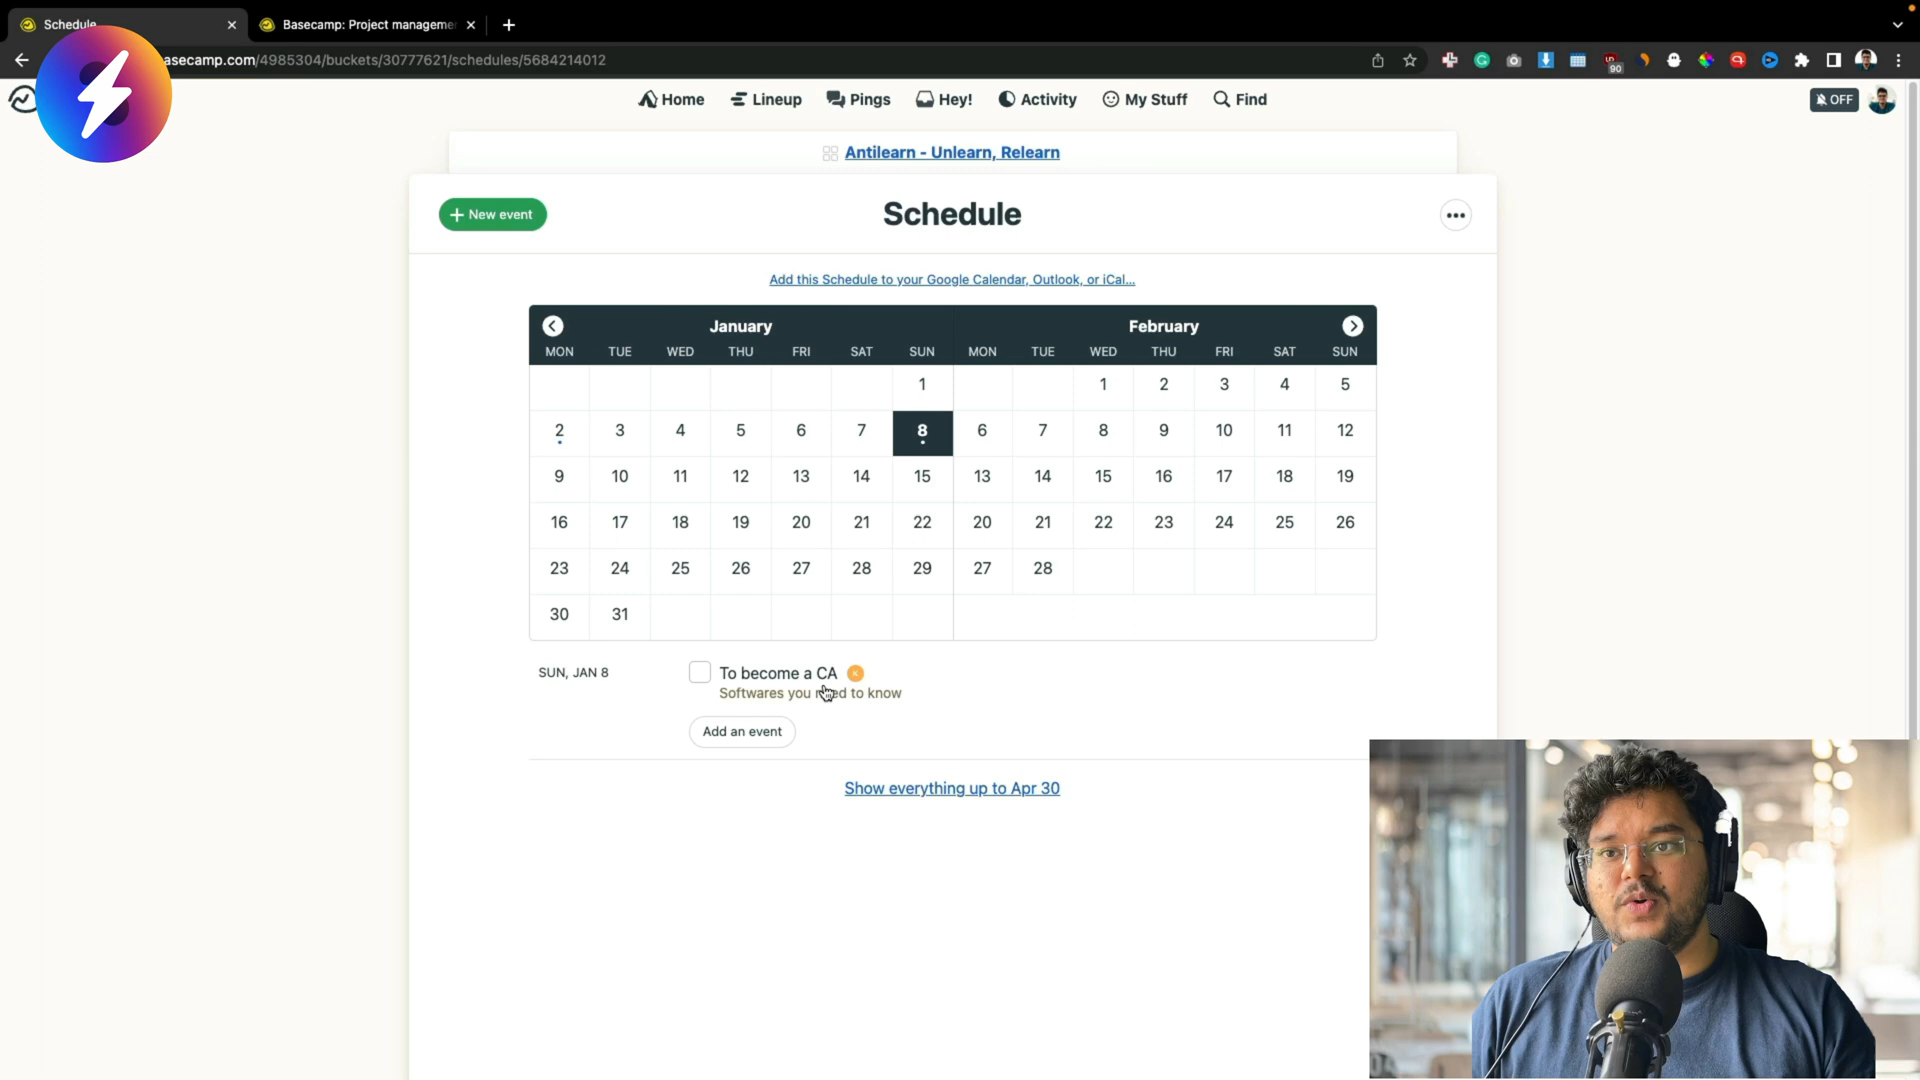 Schedule
Basecamp: Project manageme
asecamp.com/4985304/buckets/30777621/schedules/5684214012
90
Home Lineup Pings Hey! Activity My Stuff Find
OFF
Antilearn - Unlearn, Relearn
+ New event
Schedule
Add this Schedule to your Google Calendar, Outlook, or iCal...
January February
MON TUE WED THU FRI SAT SUN MON TUE WED THU FRI SAT SUN
1 1 2 3 4 5
2 3 4 5 6 7 8 6 7 8 9 10 11 12
9 10 11 12 13 14 15 13 14 15 16 17 18 19
16 17 18 19 20 21 22 20 21 22 23 24 25 26
23 24 25 26 27 28 29 27 28
30 31
SUN, JAN 8
To become a CA
Softwares you need to know
Add an event
Show everything up to Apr 30